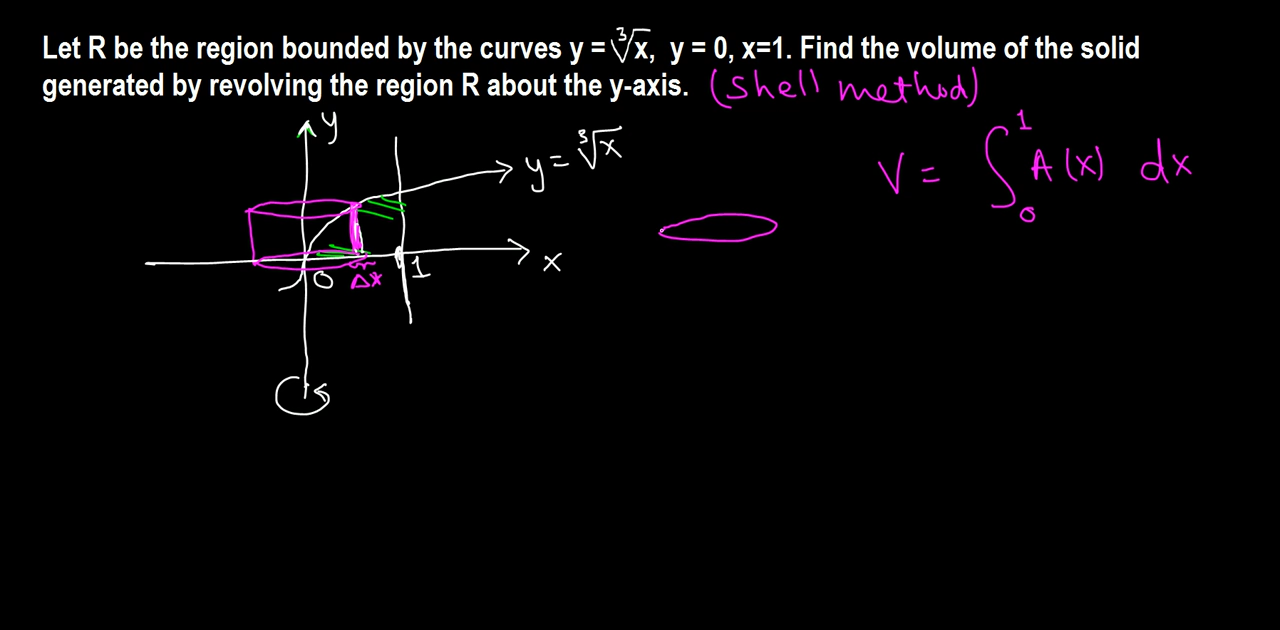 Let R be the region bounded by the curves y = ∛x, y = 0, x=1. Find the volume of the solid
generated by revolving the region R about the y-axis. (Shell method)
y
y = ∛x
V = ∫₀¹ A(x) dx
x
0
1
Δx